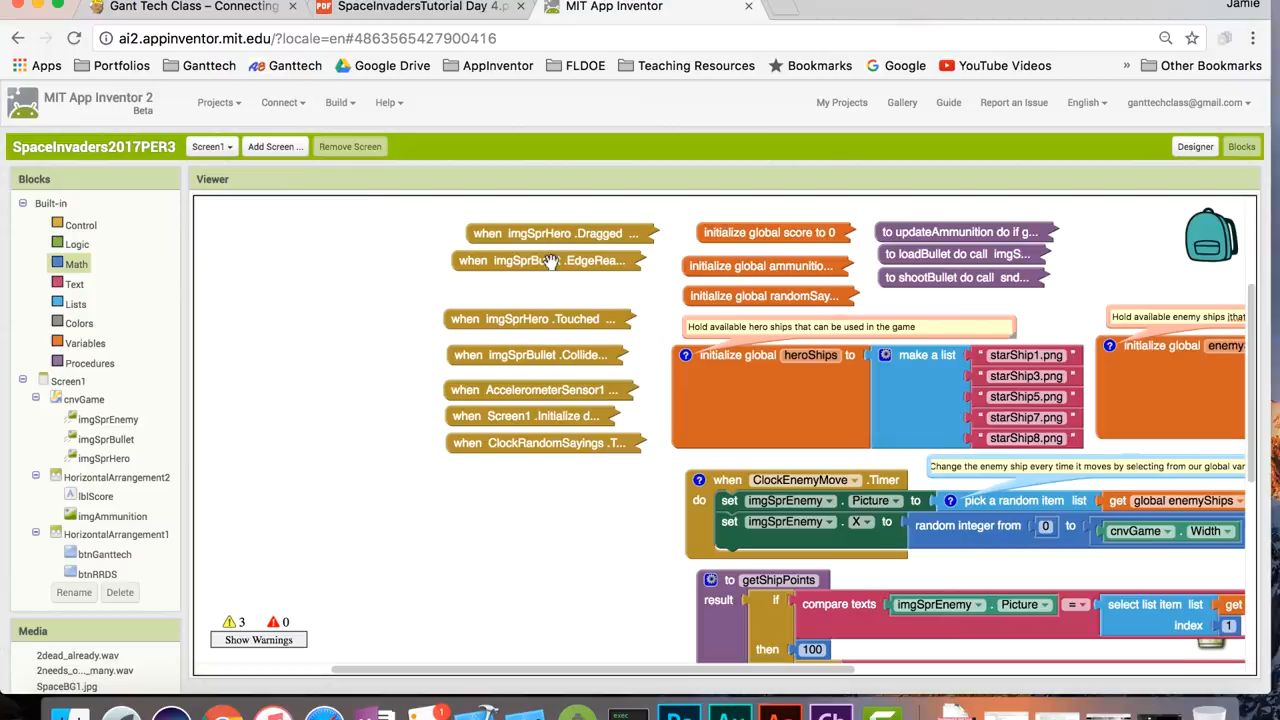 Gant Tech Class – Connecting
SpaceInvadersTutorial Day 4.p
MIT App Inventor
Jamie
ai2.appinventor.mit.edu/?locale=en#4863565427900416
Apps
Portfolios
Ganttech
Ganttech
Google Drive
AppInventor
FLDOE
Teaching Resources
Bookmarks
Google
YouTube Videos
»
Other Bookmarks
MIT App Inventor 2
Beta
Projects
Connect
Build
Help
My Projects
Gallery
Guide
Report an Issue
English
ganttechclass@gmail.com
SpaceInvaders2017PER3
Screen1
Add Screen ...
Remove Screen
Designer
Blocks
Blocks
Viewer
Built-in
Control
Logic
Math
Text
Lists
Colors
Variables
Procedures
Screen1
cnvGame
imgSprEnemy
imgSprBullet
imgSprHero
HorizontalArrangement2
lblScore
imgAmmunition
HorizontalArrangement1
btnGanttech
btnRRDS
Rename
Delete
Media
2dead_already.wav
2needs_o..._many.wav
SpaceBG1.jpg
when imgSprHero .Dragged ...
when .EdgeRea...
when imgSprHero .Touched ...
when imgSprBullet .Collide...
when AccelerometerSensor1 ...
when Screen1 .Initialize d...
when ClockRandomSayings .T...
initialize global score to 0
initialize global ammunitio...
initialize global randomSay...
to updateAmmunition do if g...
to loadBullet do call imgS...
to shootBullet do call snd...
Hold available hero ships that can be used in the game
initialize global heroShips to
make a list
" starShip1.png "
" starShip3.png "
" starShip5.png "
" starShip7.png "
" starShip8.png "
Hold available enemy ships ithat
initialize global enemy
Change the enemy ship every time it moves by selecting from our global var
when ClockEnemyMove .Timer
do set imgSprEnemy . Picture to pick a random item list get global enemyShips
set imgSprEnemy . X to random integer from 0 to cnvGame . Width
to getShipPoints
result if compare texts imgSprEnemy . Picture = select list item list get
index 1
then 100
3 0
Show Warnings
1
exec